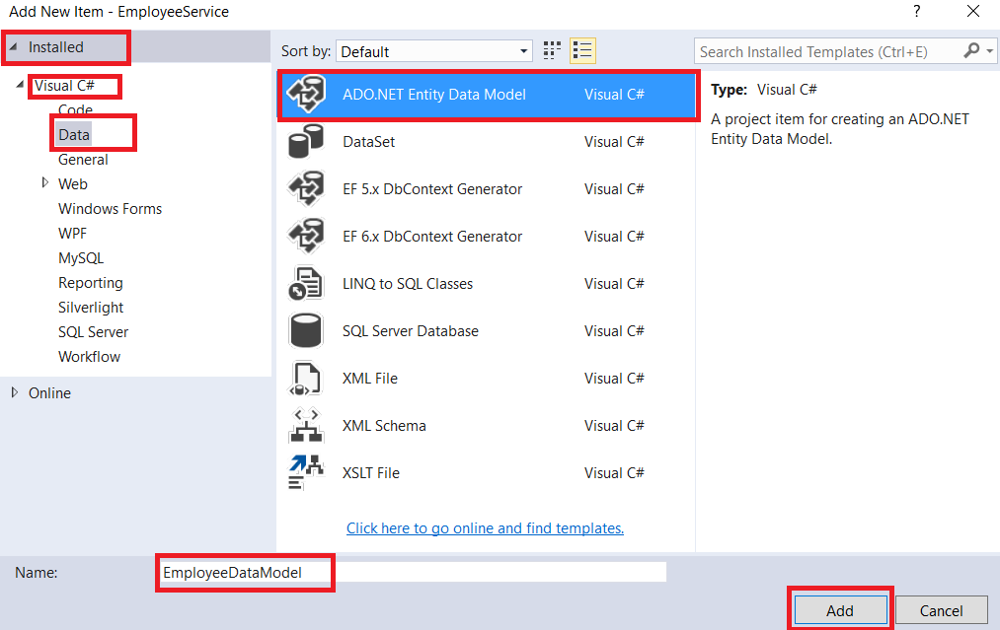 Add New Item - EmployeeService
?
Installed
Visual C#
Code
Data
General
Web
Windows Forms
WPF
MySQL
Reporting
Silverlight
SQL Server
Workflow
Online
Sort by: Default
Search Installed Templates (Ctrl+E)
ADO.NET Entity Data Model Visual C#
DataSet Visual C#
EF 5.x DbContext Generator Visual C#
EF 6.x DbContext Generator Visual C#
LINQ to SQL Classes Visual C#
SQL Server Database Visual C#
XML File Visual C#
XML Schema Visual C#
XSLT File Visual C#
Click here to go online and find templates.
Type: Visual C#
A project item for creating an ADO.NET
Entity Data Model.
Name: EmployeeDataModel
Add Cancel